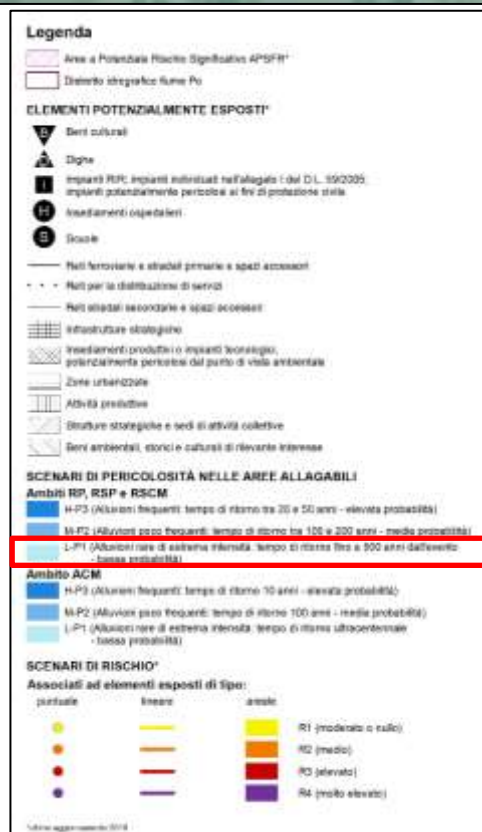 Legenda
Aree a Potenziale Rischio Significativo APSFR*
Distretto idrografico fiume Po
ELEMENTI POTENZIALMENTE ESPOSTI*
B Beni culturali
D Dighe
I Impianti RIR; impianti individuati nell'allegato I del D.L. 59/2005;
impianti potenzialmente pericolosi ai fini di protezione civile
H Insediamenti ospedalieri
S Scuole
Reti ferroviarie e stradali primarie e spazi accessori
Reti per la distribuzione di servizi
Reti stradali secondarie e spazi accessori
Infrastrutture strategiche
Insediamenti produttivi o impianti tecnologici,
potenzialmente pericolosi dal punto di vista ambientale
Zone urbanizzate
Attività produttive
Strutture strategiche e sedi di attività collettive
Beni ambientali, storici e culturali di rilevante interesse
SCENARI DI PERICOLOSITÀ NELLE AREE ALLAGABILI
Ambiti RP, RSP e RSCM
H-P3 (Alluvioni frequenti: tempo di ritorno tra 20 e 50 anni - elevata probabilità)
M-P2 (Alluvioni poco frequenti: tempo di ritorno tra 100 e 200 anni - media probabilità)
L-P1 (Alluvioni rare di estrema intensità: tempo di ritorno fino a 500 anni dall'evento
- bassa probabilità)
Ambito ACM
H-P3 (Alluvioni frequenti: tempo di ritorno 10 anni - elevata probabilità)
M-P2 (Alluvioni poco frequenti: tempo di ritorno 100 anni - media probabilità)
L-P1 (Alluvioni rare di estrema intensità: tempo di ritorno ultracentennale
- bassa probabilità)
SCENARI DI RISCHIO*
Associati ad elementi esposti di tipo:
puntuale lineare areale
R1 (moderato o nullo)
R2 (medio)
R3 (elevato)
R4 (molto elevato)